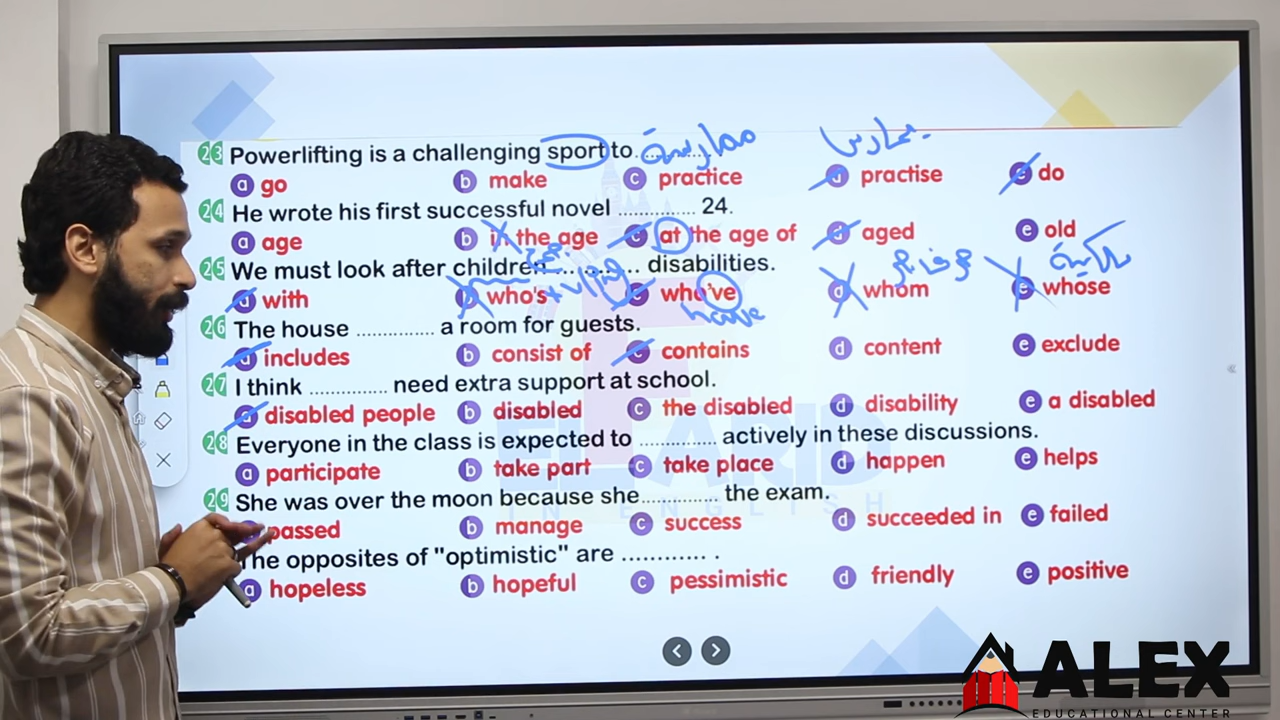 23 Powerlifting is a challenging sport to ............ ممارسة يمارس
a go b make c practice d practise e do
24 He wrote his first successful novel .............. 24.
a age b in the age c at the age of d aged e old
25 We must look after children .............. disabilities.
a with b who's c who've d whom e whose
have
26 The house .............. a room for guests.
a includes b consist of c contains d content e exclude
27 I think .............. need extra support at school.
a disabled people b disabled c the disabled d disability e a disabled
28 Everyone in the class is expected to .............. actively in these discussions.
a participate b take part c take place d happen e helps
29 She was over the moon because she.............. the exam.
passed b manage c success d succeeded in e failed
The opposites of "optimistic" are ............ .
a hopeless b hopeful c pessimistic d friendly e positive
IN ENGLISH
ALEX
EDUCATIONAL CENTER